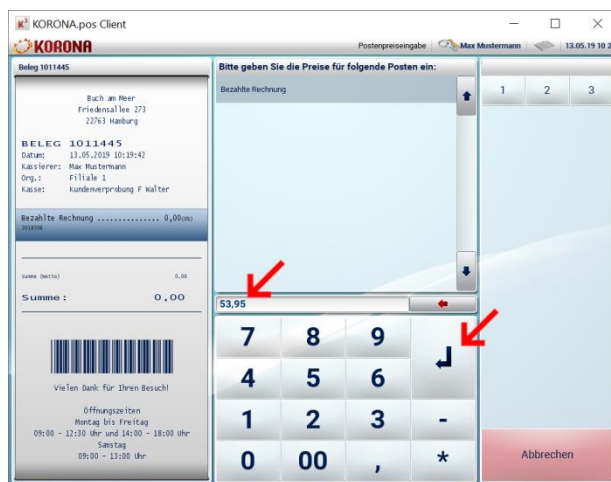 KORONA.pos Client
KORONA
Postenpreiseingabe
Max Mustermann
13.05.19 10
Beleg 1011445
Buch am Meer
Friedensallee 273
22763 Hamburg
BELEG 1011445
Datum: 13.05.2019 10:19:42
Kassierer: Max Mustermann
Org.: Filiale 1
Kasse: Kundenverprobung F Walter
Bezahlte Rechnung ............... 0,00
Summe (Netto) 0,00
Summe: 0,00
Vielen Dank für Ihren Besuch!
Öffnungszeiten
Montag bis Freitag
09:00 - 12:30 Uhr und 14:00 - 18:00 Uhr
Samstag
09:00 - 13:00 Uhr
Bitte geben Sie die Preise für folgende Posten ein:
Bezahlte Rechnung
53,95
7 8 9
4 5 6
1 2 3 -
0 00 , *
1 2 3
Abbrechen